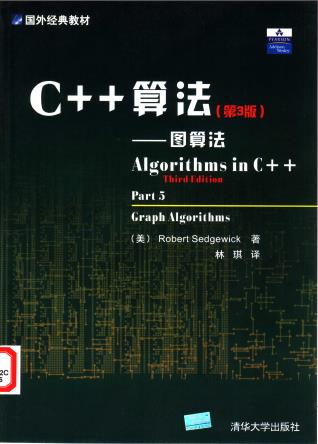 国外经典教材
PEARSON
Addison
Wesley
C++算法(第3版)
——图算法
Algorithms in C++
Third Edition
Part 5
Graph Algorithms
(美) Robert Sedgewick 著
林 琪 译
2C
清华大学出版社